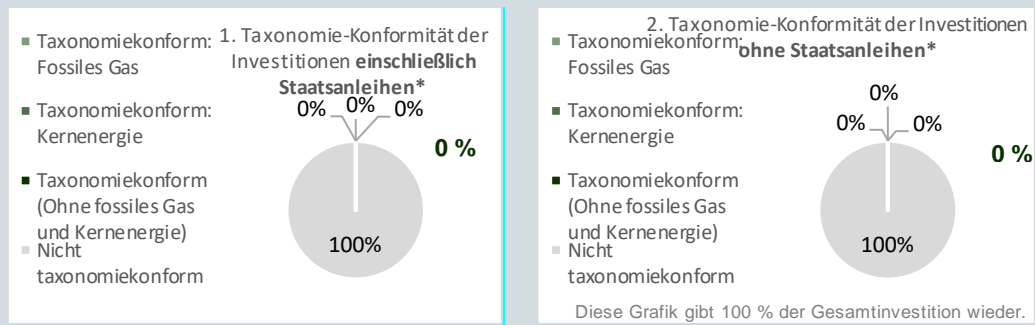 Taxonomiekonform:
Fossiles Gas
Taxonomiekonform:
Kernenergie
Taxonomiekonform
(Ohne fossiles Gas
und Kernenergie)
Nicht
taxonomiekonform
1. Taxonomie-Konformität der
Investitionen einschließlich
Staatsanleihen*
0% 0% 0%
0 %
100%
2. Taxonomie-Konformität der Investitionen
ohne Staatsanleihen*
Taxonomiekonform:
Fossiles Gas
Taxonomiekonform:
Kernenergie
Taxonomiekonform
(Ohne fossiles Gas
und Kernenergie)
Nicht
taxonomiekonform
0%
0% 0%
0 %
100%
Diese Grafik gibt 100 % der Gesamtinvestition wieder.